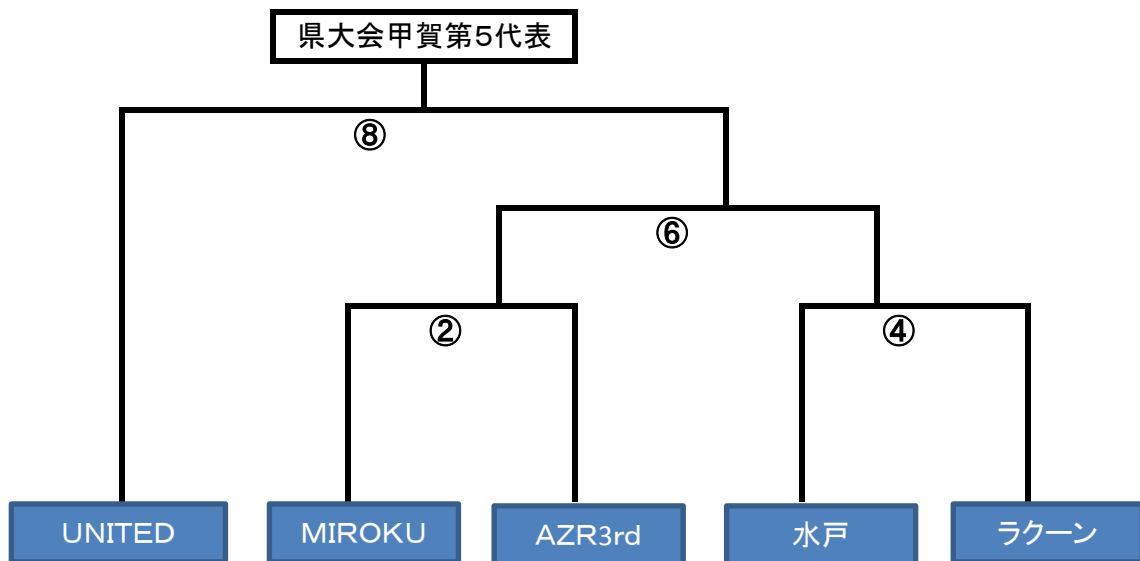 県大会甲賀第5代表
⑧
⑥
②
④
UNITED
MIROKU
AZR3rd
水戸
ラクーン